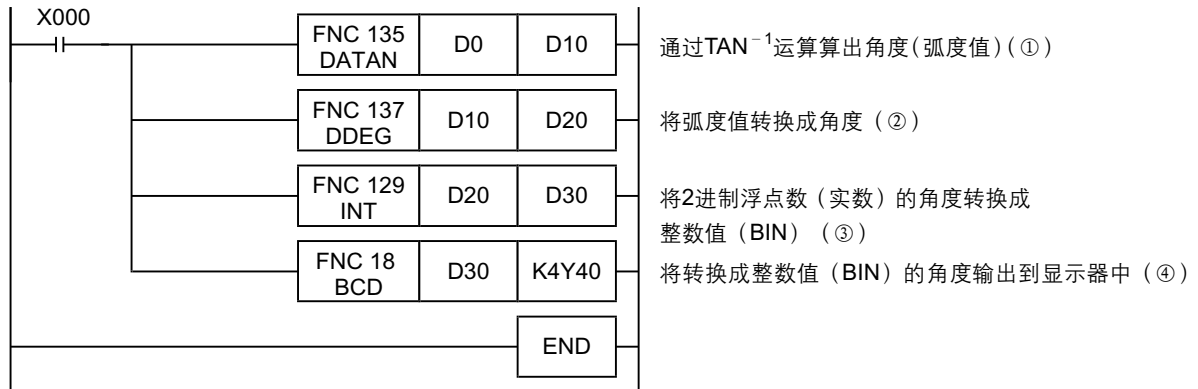 X000
FNC 135
DATAN
D0
D10
通过TAN⁻¹运算算出角度(弧度值)(①)
FNC 137
DDEG
D10
D20
将弧度值转换成角度（②）
FNC 129
INT
D20
D30
将2进制浮点数（实数）的角度转换成
整数值（BIN）（③）
FNC 18
BCD
D30
K4Y40
将转换成整数值（BIN）的角度输出到显示器中（④）
END